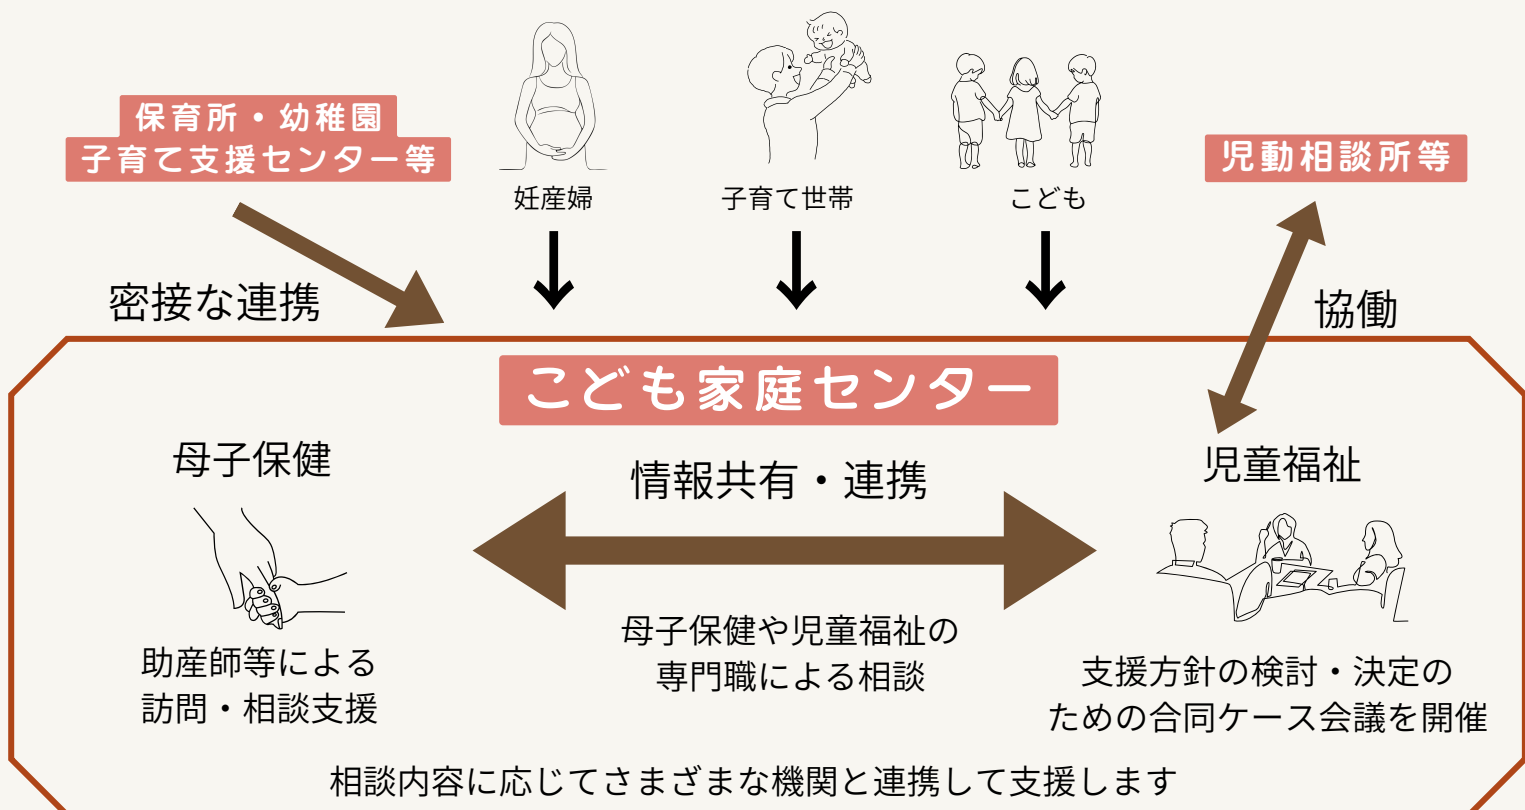 保育所・幼稚園
子育て支援センター等
妊産婦
子育て世帯
こども
児動相談所等
密接な連携
協働
こども家庭センター
母子保健
情報共有・連携
児童福祉
助産師等による
訪問・相談支援
母子保健や児童福祉の
専門職による相談
支援方針の検討・決定の
ための合同ケース会議を開催
相談内容に応じてさまざまな機関と連携して支援します